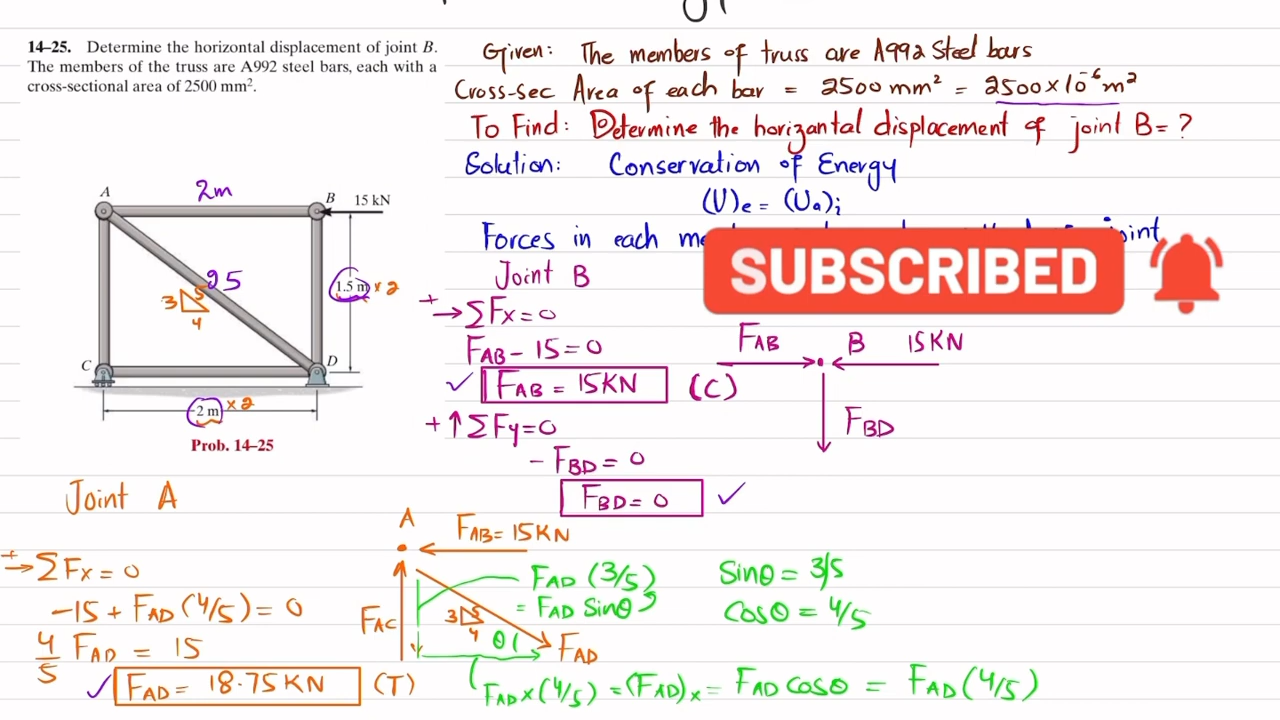 14–25. Determine the horizontal displacement of joint B.
The members of the truss are A992 steel bars, each with a
cross-sectional area of 2500 mm².
Given: The members of truss are A992 Steel bars
Cross-sec Area of each bar = 2500 mm² = 2500×10⁻⁶ m²
To Find: Determine the horizantal displacement of joint B= ?
Solution: Conservation of Energy
(U)e = (Ua)i
Forces in each
joint
SUBSCRIBED
A
2m
B
15 kN
25
3
5
4
1.5 m ×2
C
D
2 m ×2
Prob. 14–25
Joint B
+→ ΣFx=0
FAB - 15 = 0
✓ FAB = 15KN (C)
+↑ ΣFy=0
- FBD = 0
FBD = 0 ✓
FAB
B
15KN
FBD
Joint A
+→ ΣFx = 0
-15 + FAD (4/5) = 0
4/5 FAD = 15
✓ FAD = 18.75 KN (T)
A
FAB = 15KN
FAC
3
5
4
θ
FAD
FAD (3/5)
= FAD Sinθ
Sinθ = 3/5
Cosθ = 4/5
FAD×(4/5) = (FAD)x = FAD cosθ = FAD (4/5)